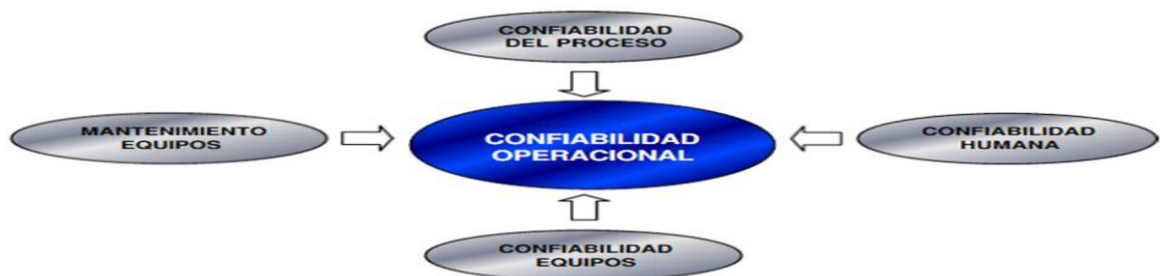 CONFIABILIDAD
DEL PROCESO
MANTENIMIENTO
EQUIPOS
CONFIABILIDAD
OPERACIONAL
CONFIABILIDAD
HUMANA
CONFIABILIDAD
EQUIPOS